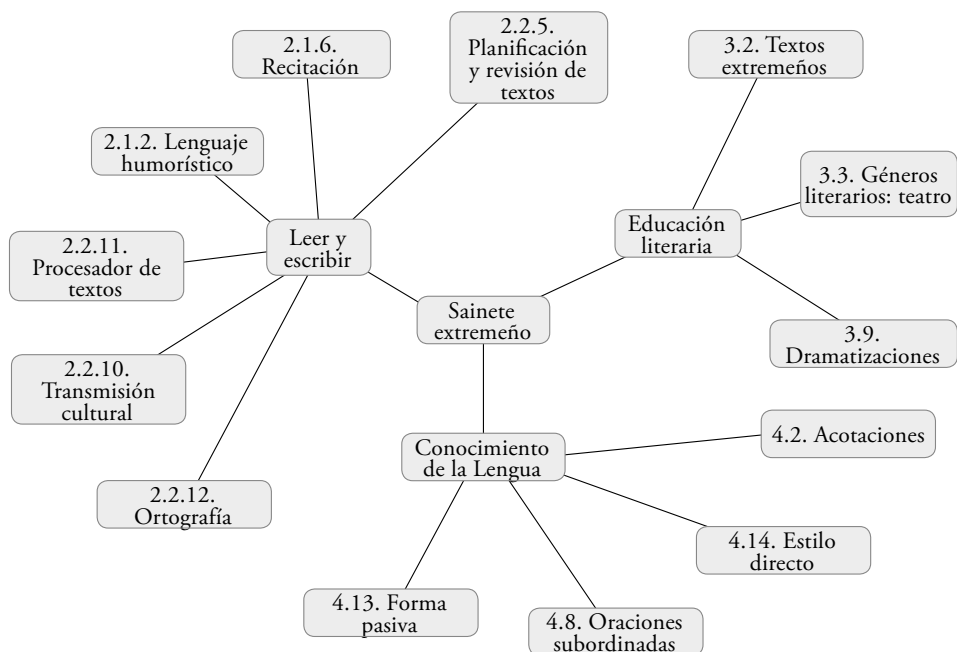 2.1.6.
Recitación
2.2.5.
Planificación
y revisión de
textos
3.2. Textos
extremeños
2.1.2. Lenguaje
humorístico
3.3. Géneros
literarios: teatro
Leer y
escribir
Educación
literaria
2.2.11.
Procesador de
textos
Sainete
extremeño
3.9.
Dramatizaciones
2.2.10.
Transmisión
cultural
4.2. Acotaciones
Conocimiento
de la Lengua
2.2.12.
Ortografía
4.14. Estilo
directo
4.13. Forma
pasiva
4.8. Oraciones
subordinadas